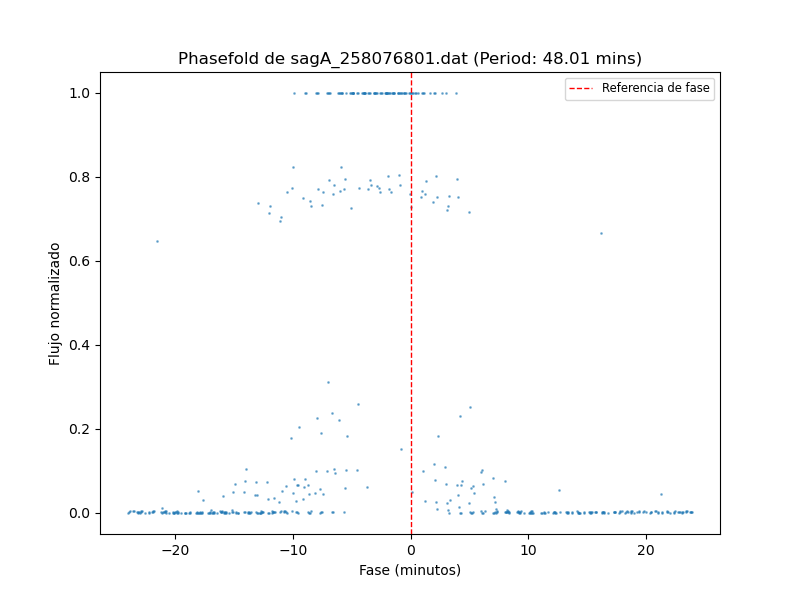 Phasefold de sagA_258076801.dat (Period: 48.01 mins)
Referencia de fase
Flujo normalizado
1.0
0.8
0.6
0.4
0.2
0.0
−20
−10
0
10
20
Fase (minutos)